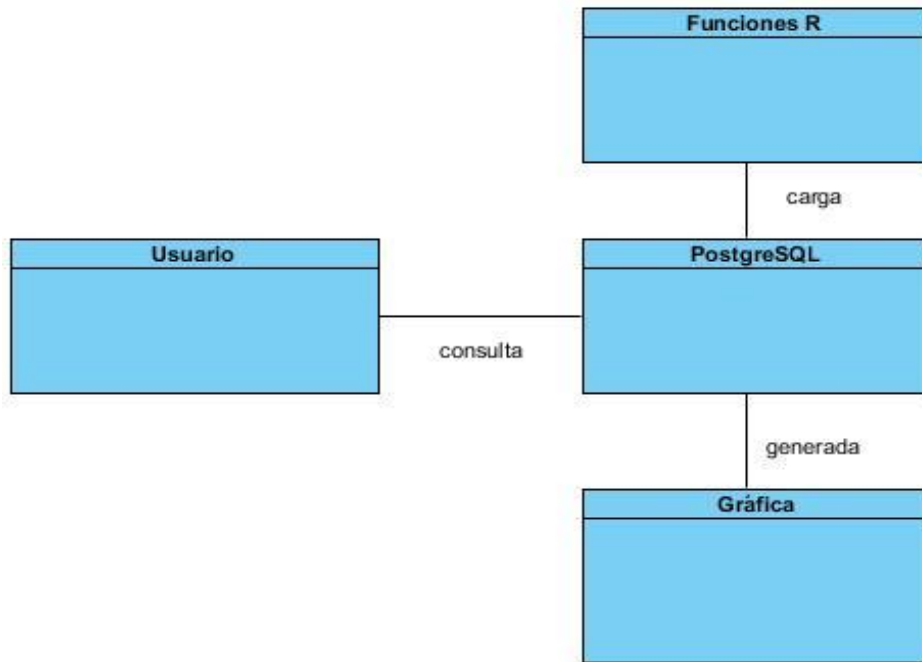 Funciones R
carga
Usuario
PostgreSQL
consulta
generada
Gráfica